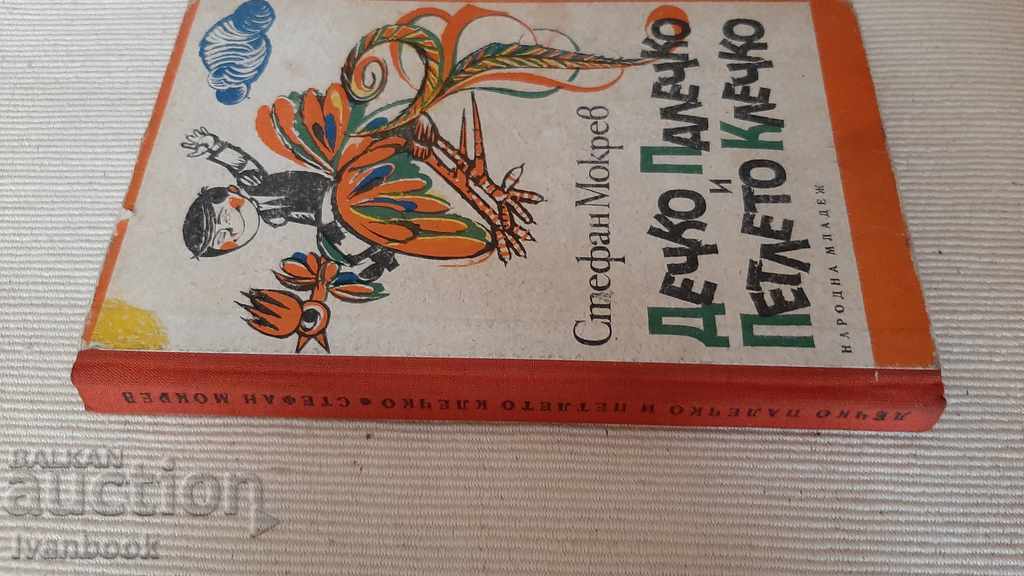 Стефан Мокрев
Дечко Палечко
и
Петлето Клечко
НАРОДНА МЛАДЕЖ
ДЕЧКО ПАЛЕЧКО И ПЕТЛЕТО КЛЕЧКО • СТЕФАН МОКРЕВ
BALKAN
auction
Ivanbook